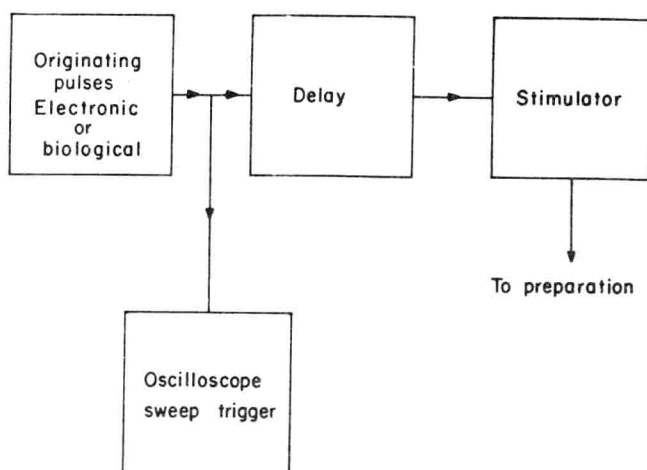 Originating
pulses
Electronic
or
biological
Delay
Stimulator
To preparation
Oscilloscope
sweep trigger